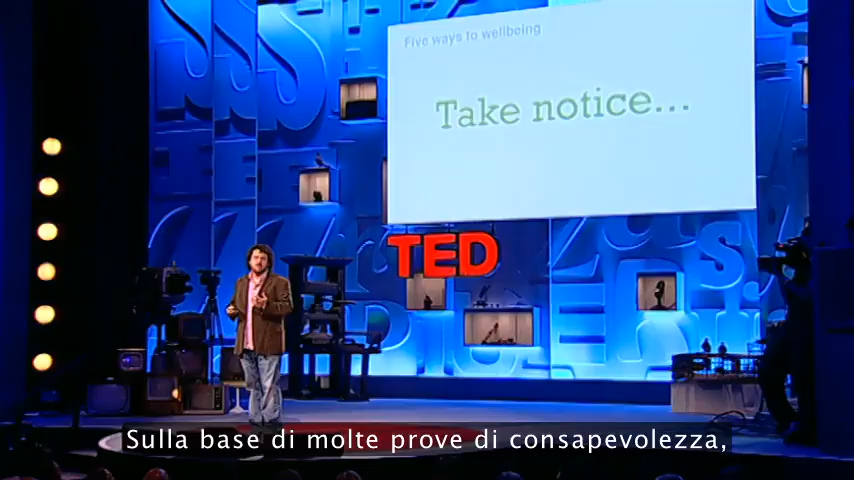 Five ways to wellbeing
Take notice...
TED
Sulla base di molte prove di consapevolezza,